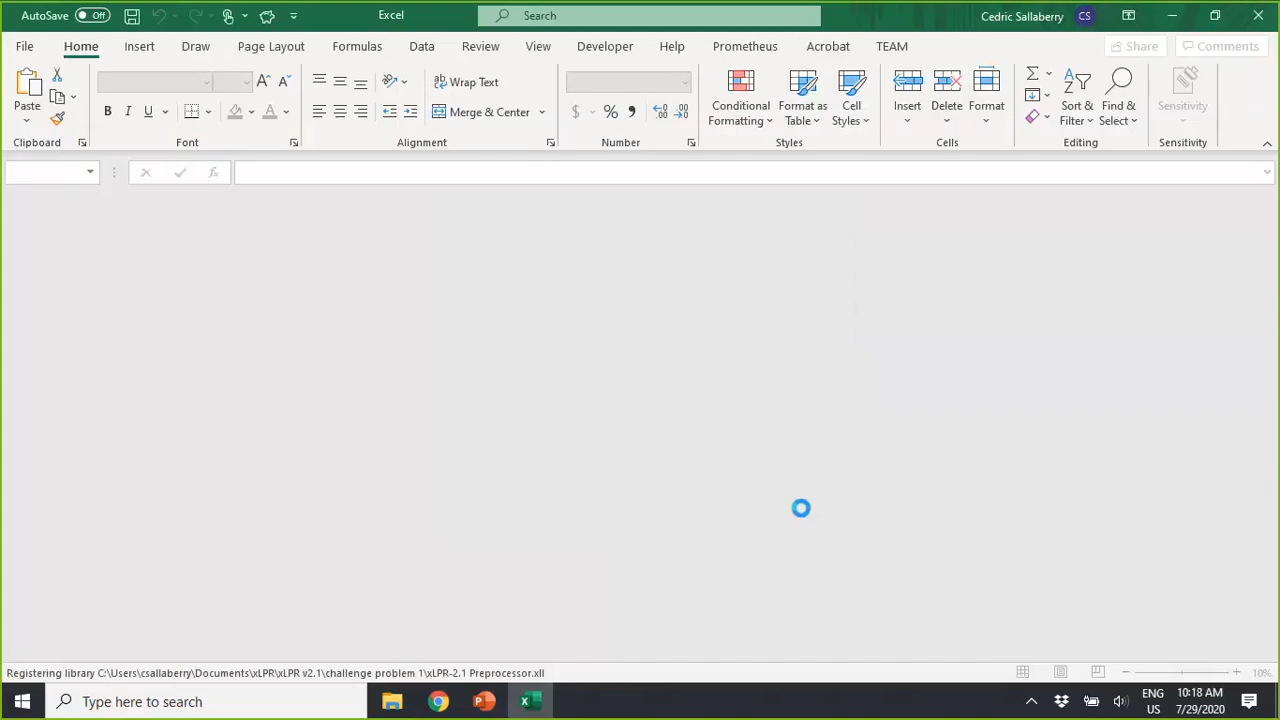 AutoSave Off Excel Search Cedric Sallaberry CS
File Home Insert Draw Page Layout Formulas Data Review View Developer Help Prometheus Acrobat TEAM Share Comments
Paste
B I U
Wrap Text
Merge & Center
$ % ,
Conditional Formatting
Format as Table
Cell Styles
Insert Delete Format
Sort & Filter
Find & Select
Sensitivity
Clipboard Font Alignment Number Styles Cells Editing Sensitivity
fx
Registering library C:\Users\csallaberry\Documents\xLPR\xLPR v2.1\challenge problem 1\xLPR-2.1 Preprocessor.xll 10%
Type here to search ENG US 10:18 AM 7/29/2020